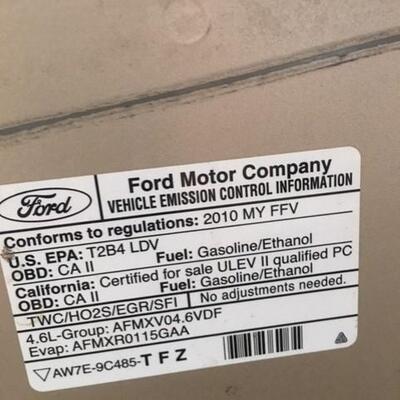 Ford
Ford Motor Company
VEHICLE EMISSION CONTROL INFORMATION
Conforms to regulations: 2010 MY FFV
U.S. EPA: T2B4 LDV
OBD: CA II Fuel: Gasoline/Ethanol
California: Certified for sale ULEV II qualified PC
OBD: CA II Fuel: Gasoline/Ethanol
TWC/HO2S/EGR/SFI No adjustments needed.
4.6L-Group: AFMXV04.6VDF
Evap: AFMXR0115GAA
AW7E-9C485-T F Z